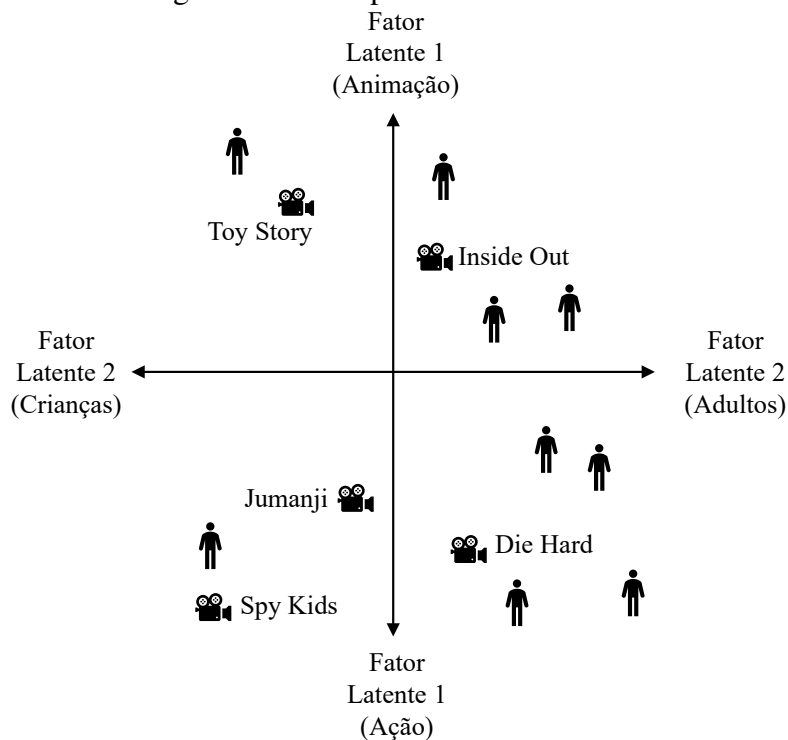 Fator
Latente 1
(Animação)
Toy Story
Inside Out
Fator
Latente 2
(Crianças)
Fator
Latente 2
(Adultos)
Jumanji
Die Hard
Spy Kids
Fator
Latente 1
(Ação)